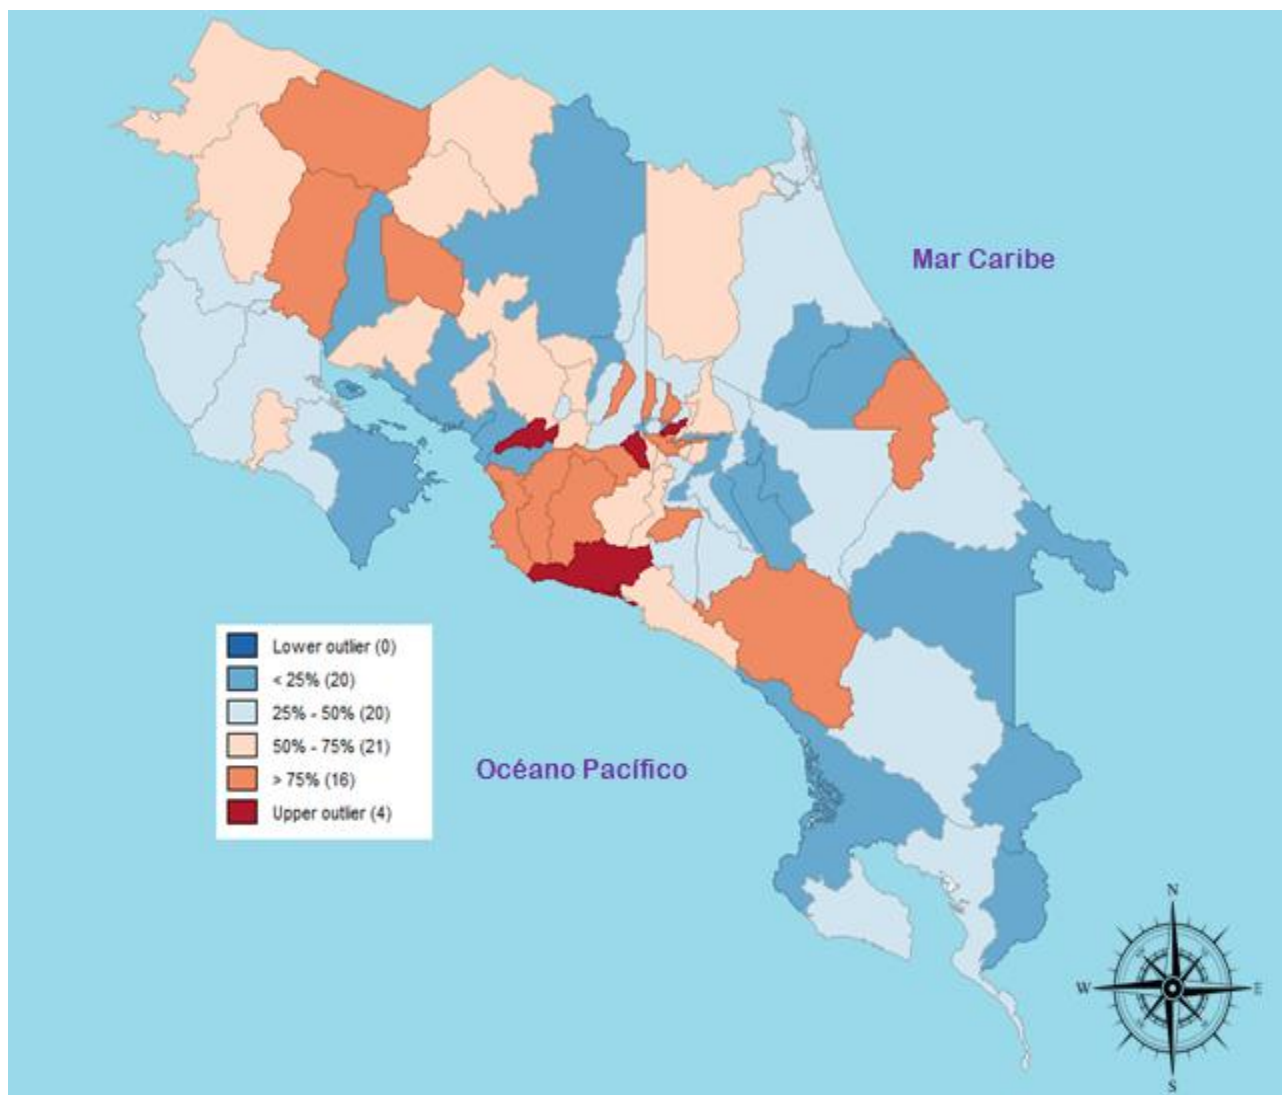 Mar Caribe
Lower outlier (0)
< 25% (20)
25% - 50% (20)
50% - 75% (21)
> 75% (16)
Upper outlier (4)
Océano Pacífico
N
W
E
S